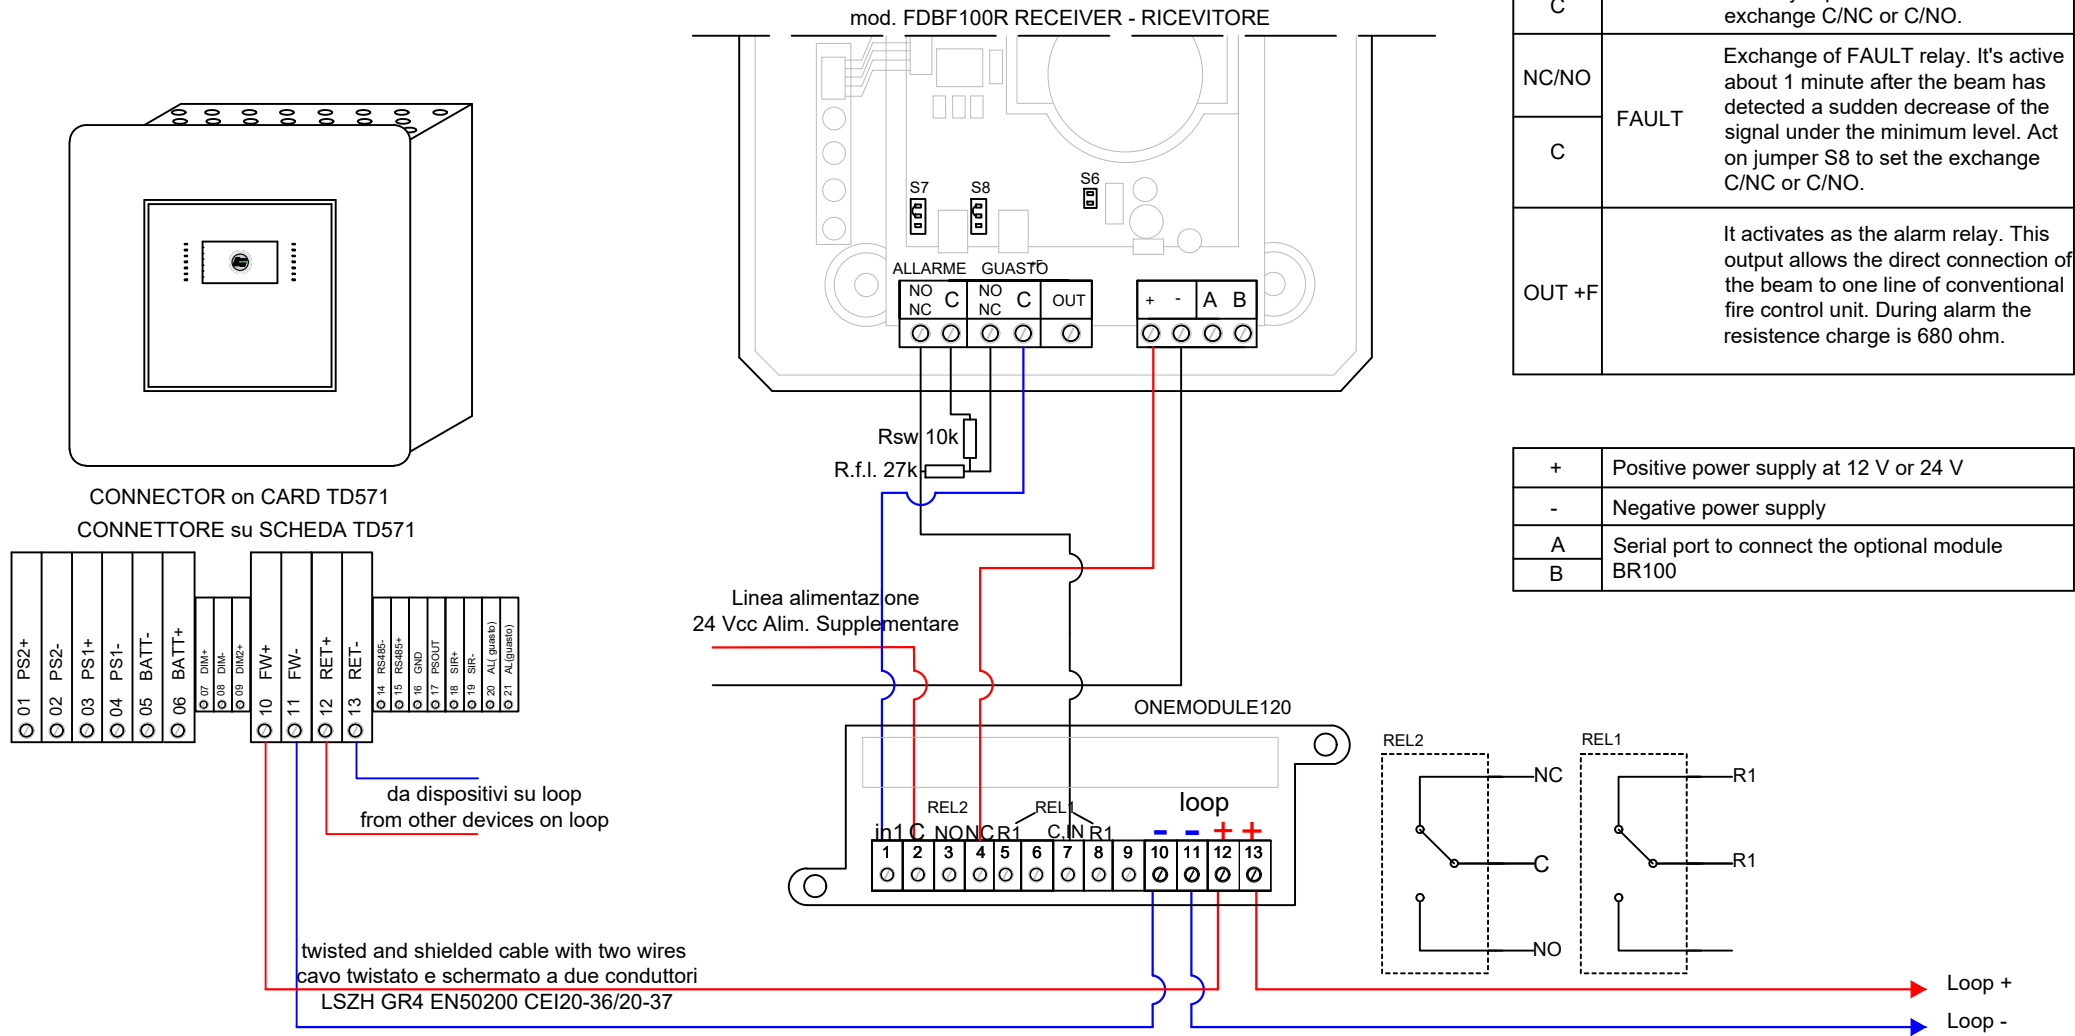 mod. FDBF100R RECEIVER - RICEVITORE
C
exchange C/NC or C/NO.
NC/NO
C
FAULT
Exchange of FAULT relay. It's active
about 1 minute after the beam has
detected a sudden decrease of the
signal under the minimum level. Act
on jumper S8 to set the exchange
C/NC or C/NO.
OUT +F
It activates as the alarm relay. This
output allows the direct connection of
the beam to one line of conventional
fire control unit. During alarm the
resistence charge is 680 ohm.
S7
S8
S6
ALLARME
GUASTO
+F
NO
NC
C
NO
NC
C
OUT
+
-
A
B
Rsw 10k
R.f.l. 27k
+
Positive power supply at 12 V or 24 V
-
Negative power supply
A
B
Serial port to connect the optional module
BR100
CONNECTOR on CARD TD571
CONNETTORE su SCHEDA TD571
01 PS2+
02 PS2-
03 PS1+
04 PS1-
05 BATT-
06 BATT+
07 DIM+
08 DIM-
09 DIM2+
10 FW+
11 FW-
12 RET+
13 RET-
14 RS485-
15 RS485+
16 GND
17 PSOUT
18 SIR+
19 SIR-
20 AL( guasto)
21 AL(guasto)
da dispositivi su loop
from other devices on loop
Linea alimentazione
24 Vcc Alim. Supplementare
ONEMODULE120
REL2
REL1
loop
in1 C NO NC R1 C,IN R1 - - + +
1 2 3 4 5 6 7 8 9 10 11 12 13
REL2
NC
C
NO
REL1
R1
R1
twisted and shielded cable with two wires
cavo twistato e schermato a due conduttori
LSZH GR4 EN50200 CEI20-36/20-37
Loop +
Loop -